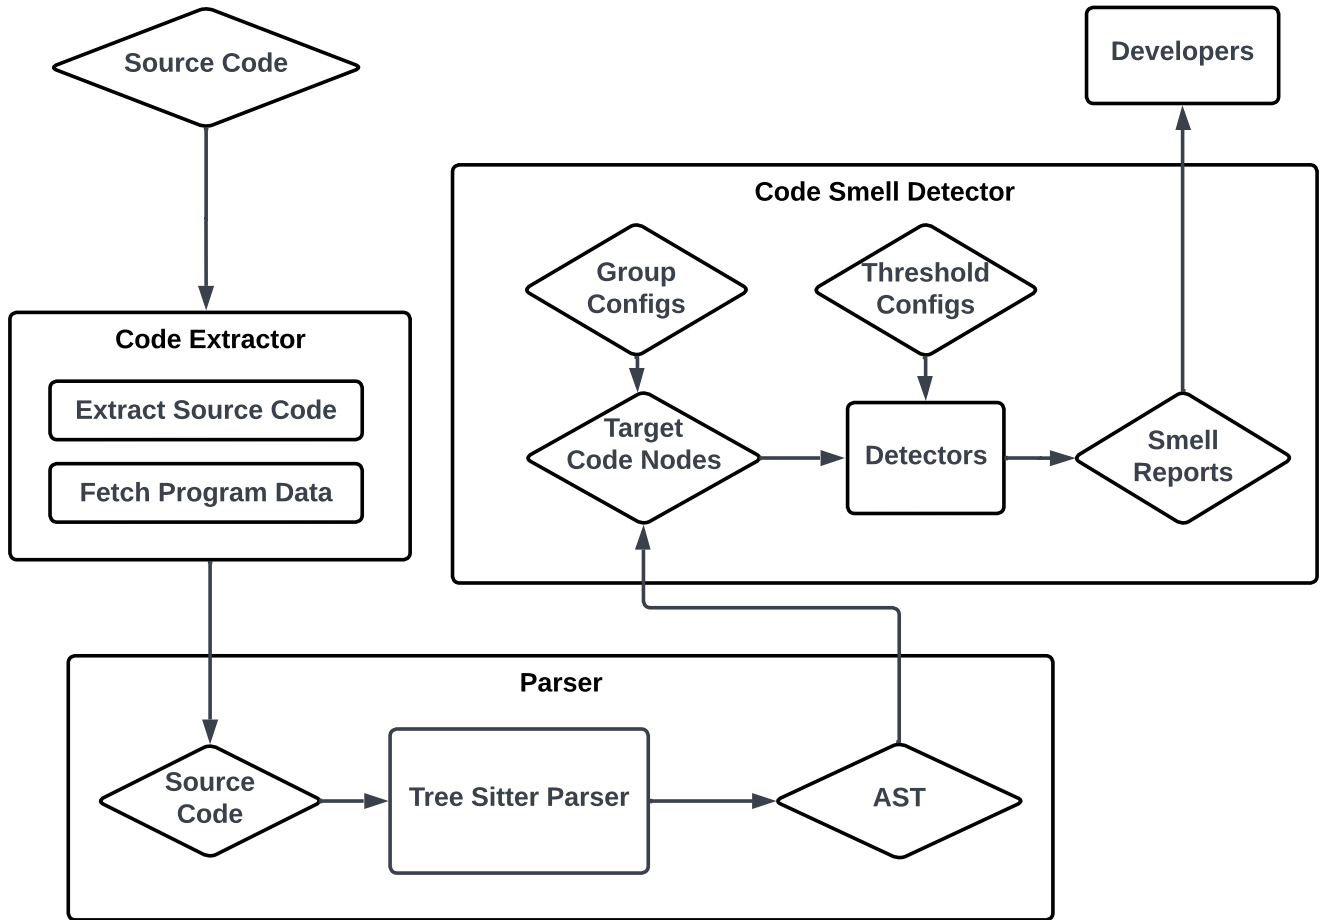 Source Code
Developers
Code Smell Detector
Group
Configs
Threshold
Configs
Code Extractor
Extract Source Code
Fetch Program Data
Target
Code Nodes
Detectors
Smell
Reports
Parser
Source
Code
Tree Sitter Parser
AST